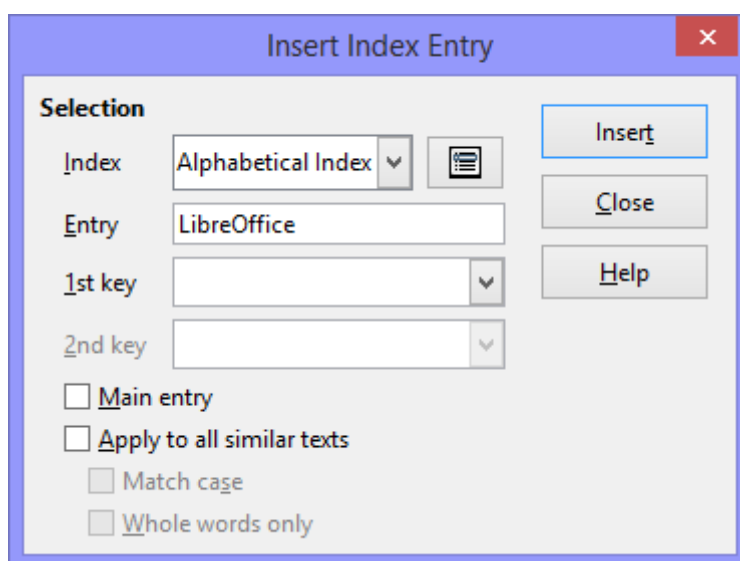 Insert Index Entry
Selection
Index Alphabetical Index
Entry LibreOffice
1st key
2nd key
Main entry
Apply to all similar texts
Match case
Whole words only
Insert
Close
Help